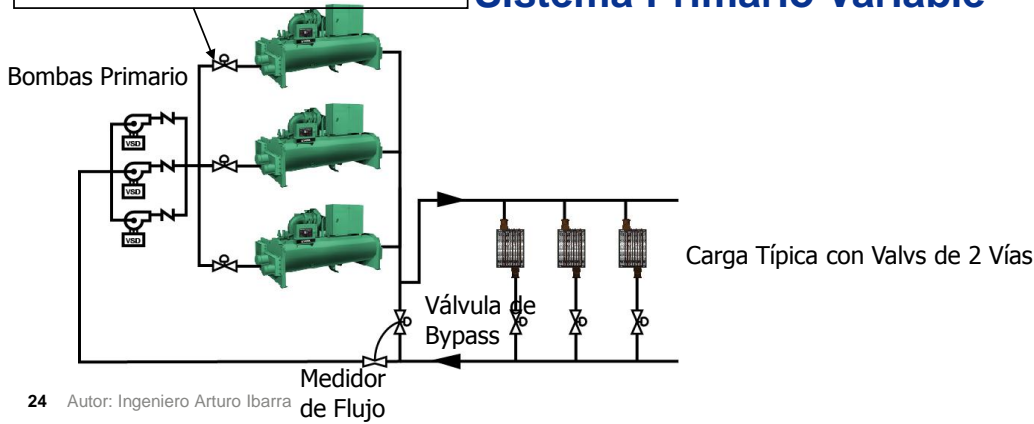 Sistema Primario Variable
Bombas Primario
VSD
VSD
VSD
Carga Típica con Valvs de 2 Vías
Válvula de
Bypass
Medidor
de Flujo
24 Autor: Ingeniero Arturo Ibarra